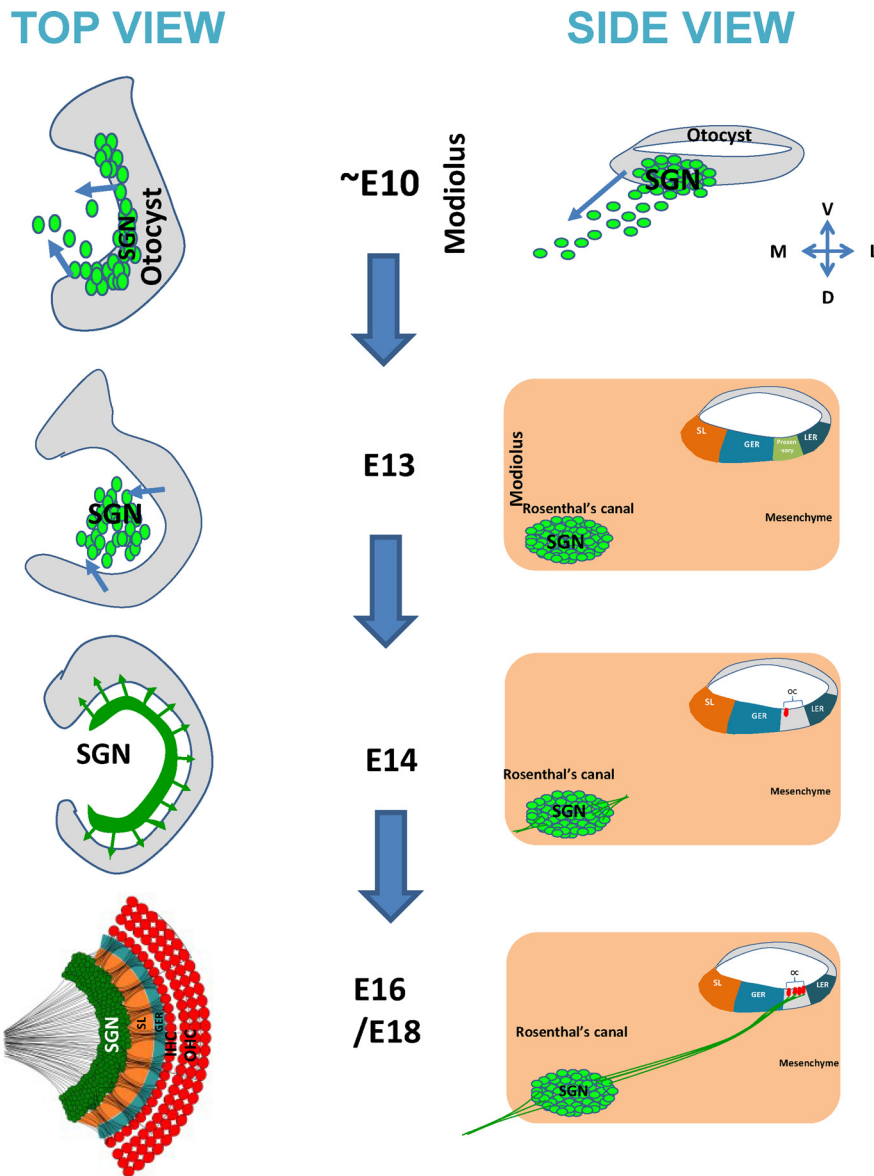 TOP VIEW
SIDE VIEW
SGN
Otocyst
~E10
Modiolus
Otocyst
SGN
V
M
L
D
SGN
E13
Modiolus
SL
GER
Prosen
-sory
LER
Rosenthal's canal
SGN
Mesenchyme
SGN
E14
OC
SL
GER
LER
Rosenthal's canal
SGN
Mesenchyme
SGN
SL
GER
IHC
OHC
E16
/E18
OC
SL
GER
LER
Rosenthal's canal
SGN
Mesenchyme